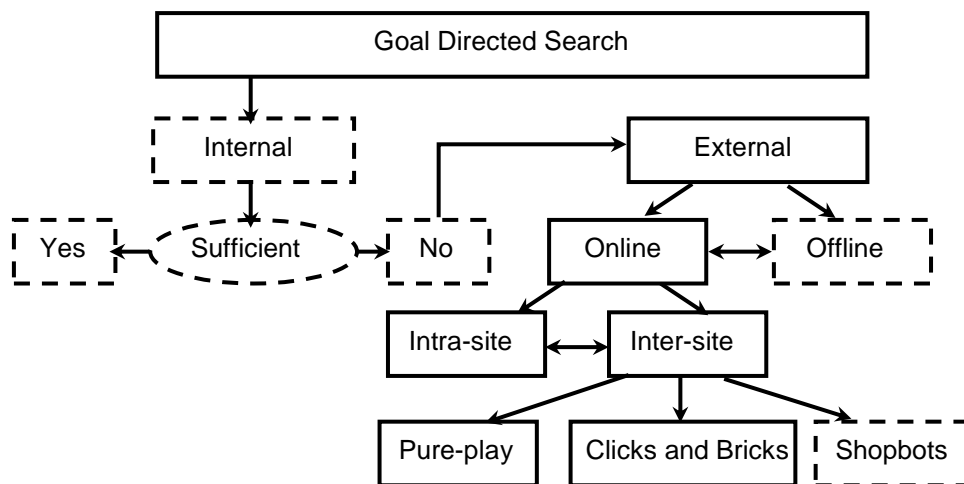 Goal Directed Search
Internal
External
Yes
Sufficient
No
Online
Offline
Intra-site
Inter-site
Pure-play
Clicks and Bricks
Shopbots